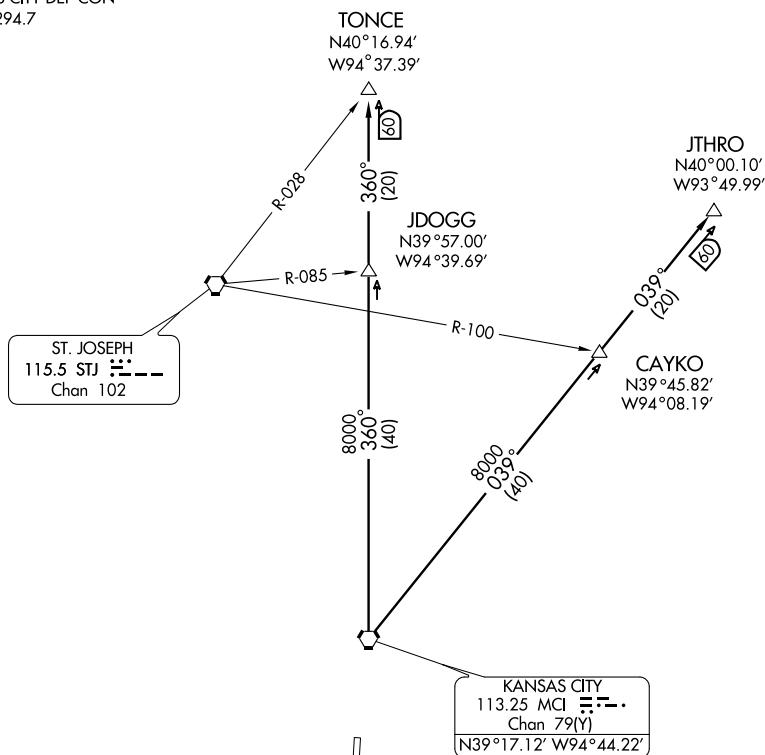 294.7
TONCE
N40°16.94'
W94°37.39'
60
JTHRO
N40°00.10'
W93°49.99'
60
R-028
360°
(20)
JDOGG
N39°57.00'
W94°39.69'
R-085
039°
(20)
R-100
ST. JOSEPH
115.5 STJ
Chan 102
CAYKO
N39°45.82'
W94°08.19'
8000
360°
(40)
8000
039°
(40)
KANSAS CITY
113.25 MCI
Chan 79(Y)
N39°17.12' W94°44.22'